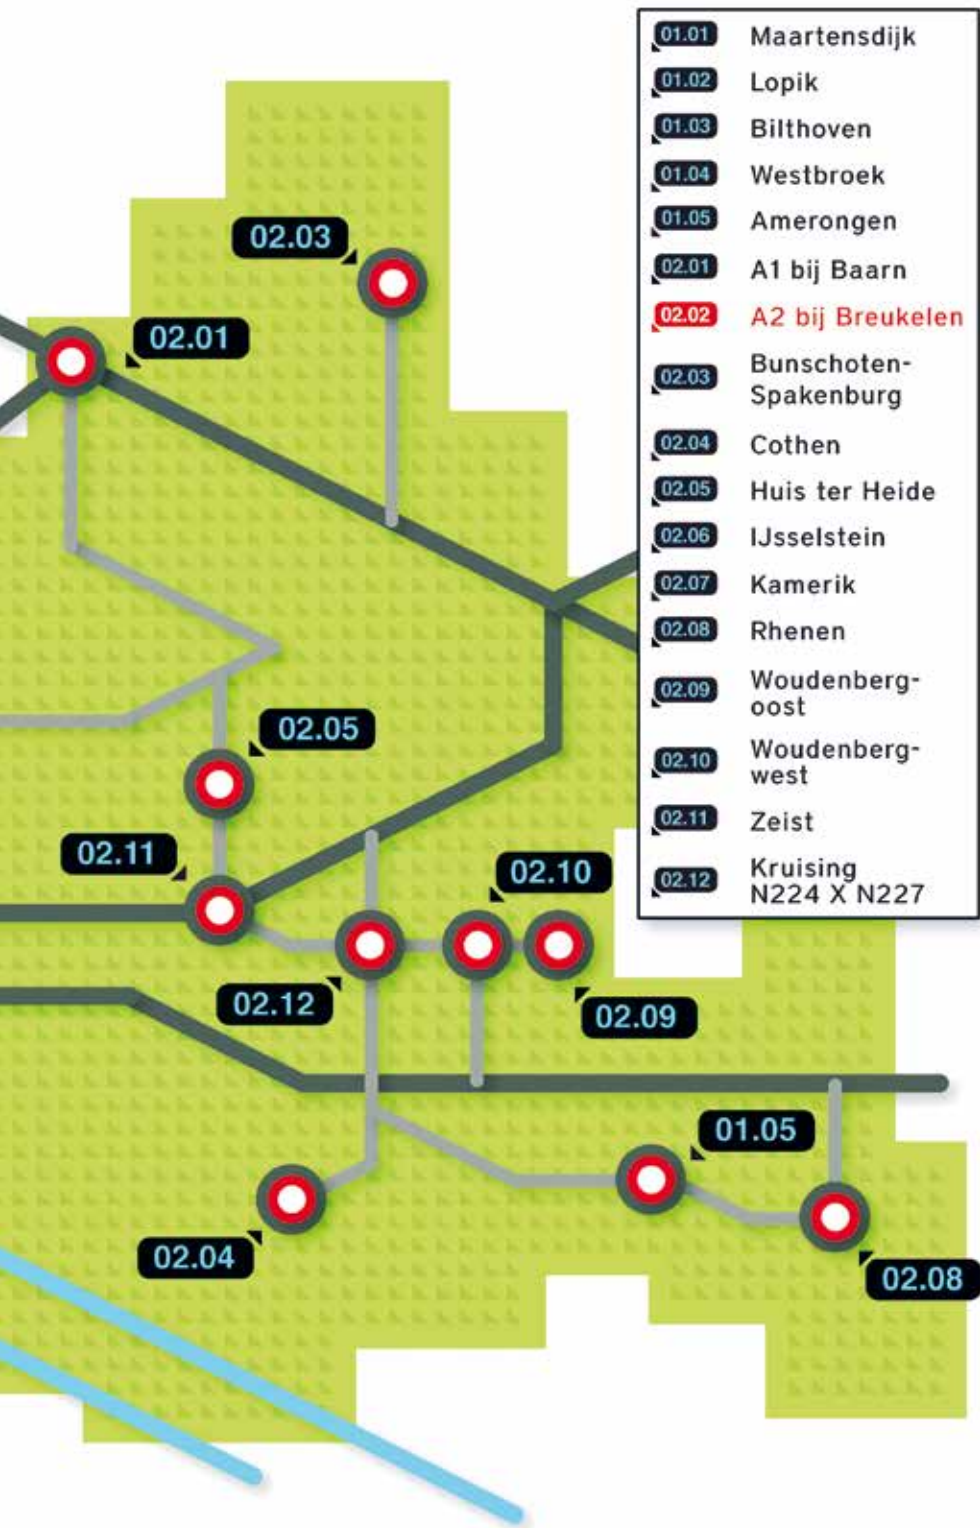 01.01 Maartensdijk
01.02 Lopik
01.03 Bilthoven
01.04 Westbroek
01.05 Amerongen
02.01 A1 bij Baarn
02.02 A2 bij Breukelen
02.03 Bunschoten-
Spakenburg
02.04 Cothen
02.05 Huis ter Heide
02.06 IJsselstein
02.07 Kamerik
02.08 Rhenen
02.09 Woudenberg-
oost
02.10 Woudenberg-
west
02.11 Zeist
02.12 Kruising
N224 X N227
02.03
02.01
02.05
02.11
02.10
02.12
02.09
01.05
02.04
02.08